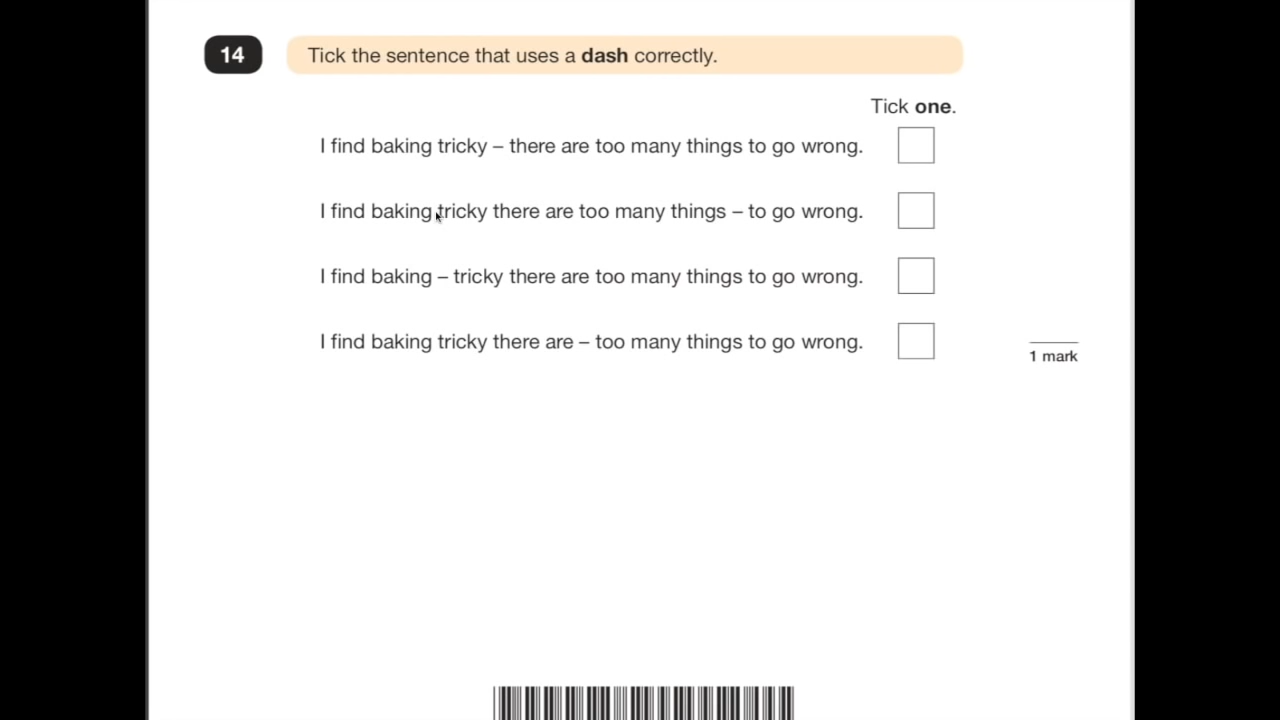 14 Tick the sentence that uses a dash correctly.
Tick one.
I find baking tricky – there are too many things to go wrong.
I find baking tricky there are too many things – to go wrong.
I find baking – tricky there are too many things to go wrong.
I find baking tricky there are – too many things to go wrong.
1 mark